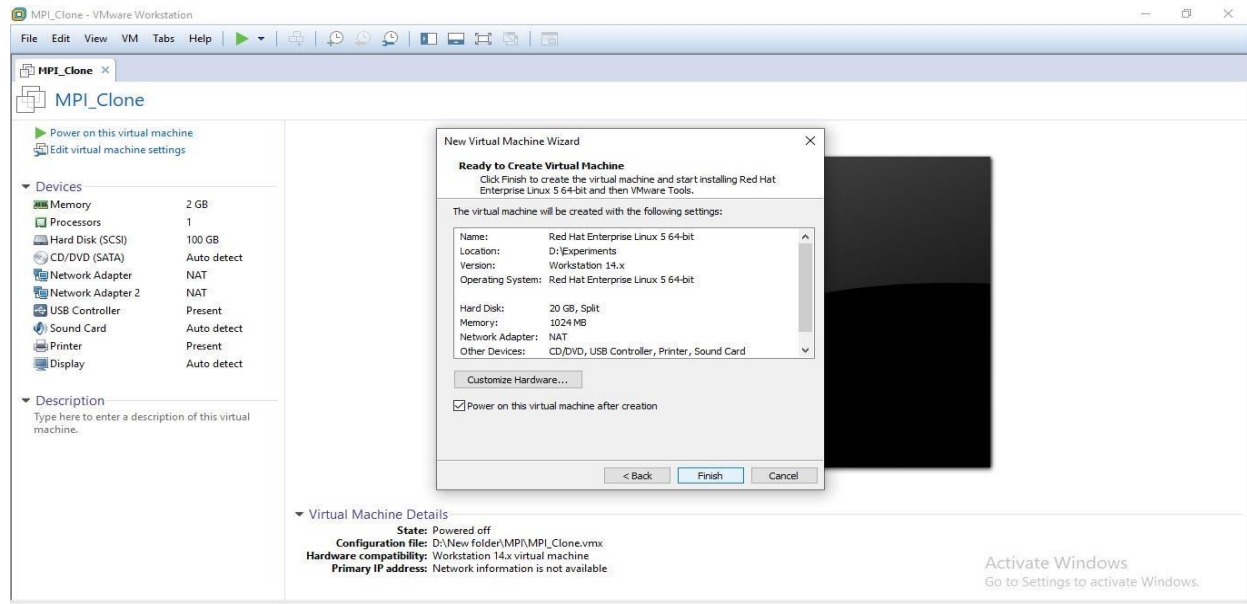 MPI_Clone - VMware Workstation
File Edit View VM Tabs Help
MPI_Clone
MPI_Clone
Power on this virtual machine
Edit virtual machine settings
Devices
Memory 2 GB
Processors 1
Hard Disk (SCSI) 100 GB
CD/DVD (SATA) Auto detect
Network Adapter NAT
Network Adapter 2 NAT
USB Controller Present
Sound Card Auto detect
Printer Present
Display Auto detect
Description
Type here to enter a description of this virtual
machine.
New Virtual Machine Wizard
Ready to Create Virtual Machine
Click Finish to create the virtual machine and start installing Red Hat
Enterprise Linux 5 64-bit and then VMware Tools.
The virtual machine will be created with the following settings:
Name: Red Hat Enterprise Linux 5 64-bit
Location: D:\Experiments
Version: Workstation 14.x
Operating System: Red Hat Enterprise Linux 5 64-bit
Hard Disk: 20 GB, Split
Memory: 1024 MB
Network Adapter: NAT
Other Devices: CD/DVD, USB Controller, Printer, Sound Card
Customize Hardware...
Power on this virtual machine after creation
< Back Finish Cancel
Virtual Machine Details
State: Powered off
Configuration file: D:\New folder\MPI\MPI_Clone.vmx
Hardware compatibility: Workstation 14.x virtual machine
Primary IP address: Network information is not available
Activate Windows
Go to Settings to activate Windows.